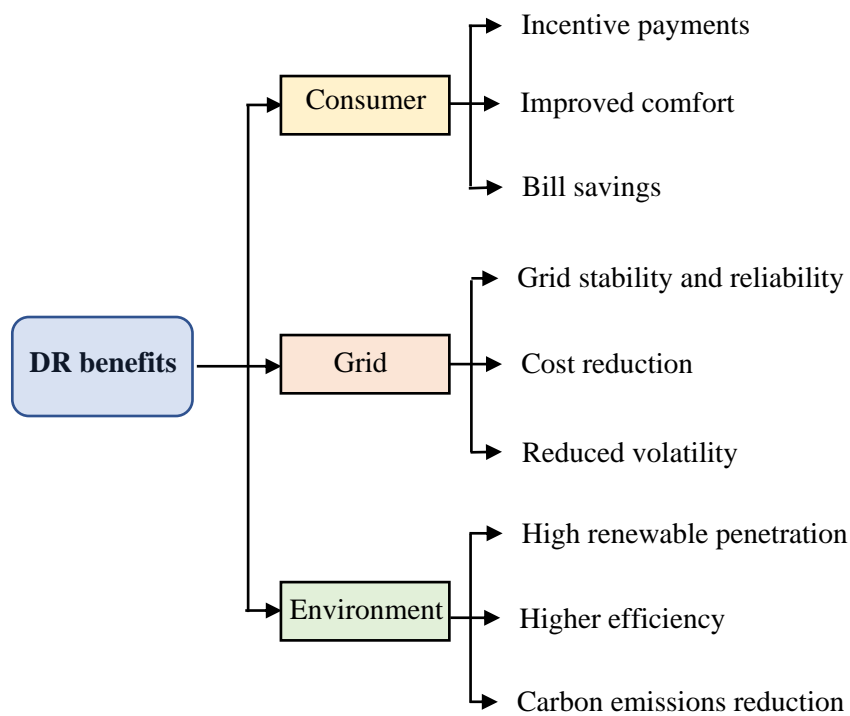 DR benefits
Consumer
Incentive payments
Improved comfort
Bill savings
Grid
Grid stability and reliability
Cost reduction
Reduced volatility
Environment
High renewable penetration
Higher efficiency
Carbon emissions reduction